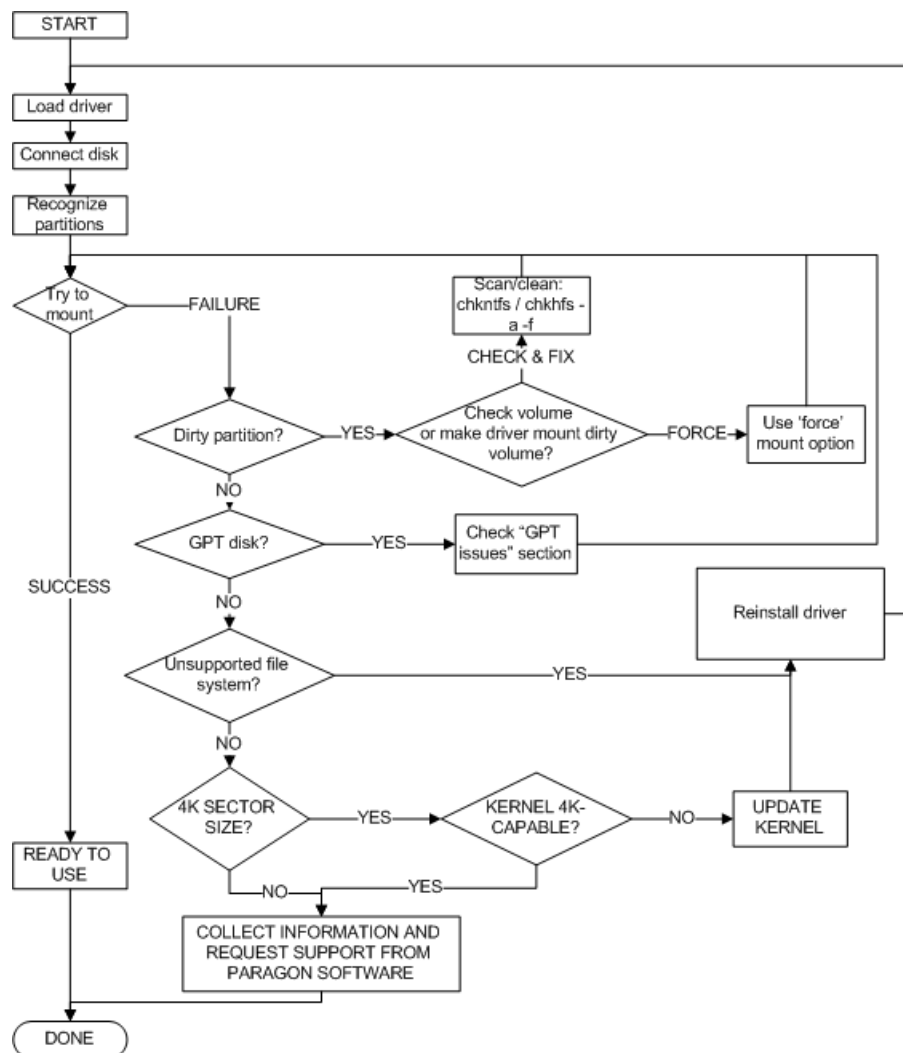 START
Load driver
Connect disk
Recognize
partitions
Try to
mount
FAILURE
Scan/clean:
chkntfs / chkhfs -
a -f
CHECK & FIX
Dirty partition?
YES
Check volume
or make driver mount dirty
volume?
FORCE
Use ‘force’
mount option
NO
GPT disk?
YES
Check “GPT
issues” section
SUCCESS
NO
Reinstall driver
Unsupported file
system?
YES
NO
4K SECTOR
SIZE?
YES
KERNEL 4K-
CAPABLE?
NO
UPDATE
KERNEL
READY TO
USE
NO
YES
COLLECT INFORMATION AND
REQUEST SUPPORT FROM
PARAGON SOFTWARE
DONE